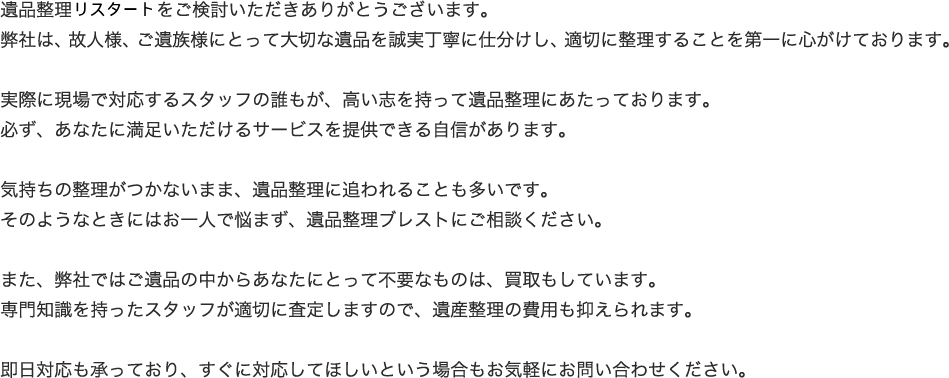 遺品整理リスタートをご検討いただきありがとうございます。
弊社は、故人様、ご遺族様にとって大切な遺品を誠実丁寧に仕分けし、適切に整理することを第一に心がけております。
実際に現場で対応するスタッフの誰もが、高い志を持って遺品整理にあたっております。
必ず、あなたに満足いただけるサービスを提供できる自信があります。
気持ちの整理がつかないまま、遺品整理に追われることも多いです。
そのようなときにはお一人で悩まず、遺品整理ブレストにご相談ください。
また、弊社ではご遺品の中からあなたにとって不要なものは、買取もしています。
専門知識を持ったスタッフが適切に査定しますので、遺産整理の費用も抑えられます。
即日対応も承っており、すぐに対応してほしいという場合もお気軽にお問い合わせください。